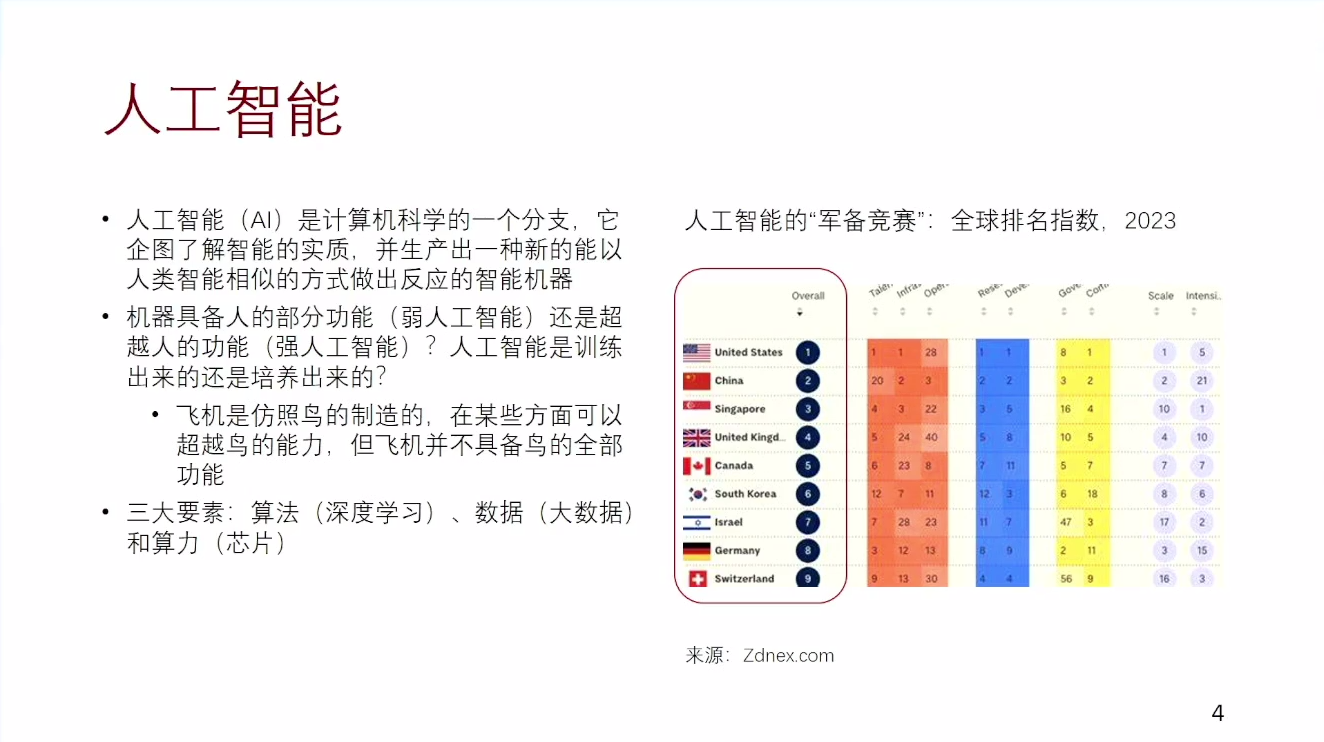 人工智能
• 人工智能（AI）是计算机科学的一个分支，它
企图了解智能的实质，并生产出一种新的能以
人类智能相似的方式做出反应的智能机器
• 机器具备人的部分功能（弱人工智能）还是超
越人的功能（强人工智能）？人工智能是训练
出来的还是培养出来的？
• 飞机是仿照鸟的制造的，在某些方面可以
超越鸟的能力，但飞机并不具备鸟的全部
功能
• 三大要素：算法（深度学习）、数据（大数据）
和算力（芯片）
人工智能的“军备竞赛”：全球排名指数，2023
Overall Scale Intensi..
United States 1 1 1 28 1 1 8 1 1 5
China 2 20 2 3 2 2 3 2 2 21
Singapore 3 4 3 22 3 5 16 4 10 1
United Kingd... 4 5 24 40 5 8 10 5 4 10
Canada 5 6 23 8 7 11 5 7 7 7
South Korea 6 12 7 11 12 3 6 18 8 6
Israel 7 7 28 23 11 7 47 3 17 2
Germany 8 3 12 13 8 9 2 11 3 15
Switzerland 9 9 13 30 4 4 56 9 16 3
来源：Zdnex.com
4